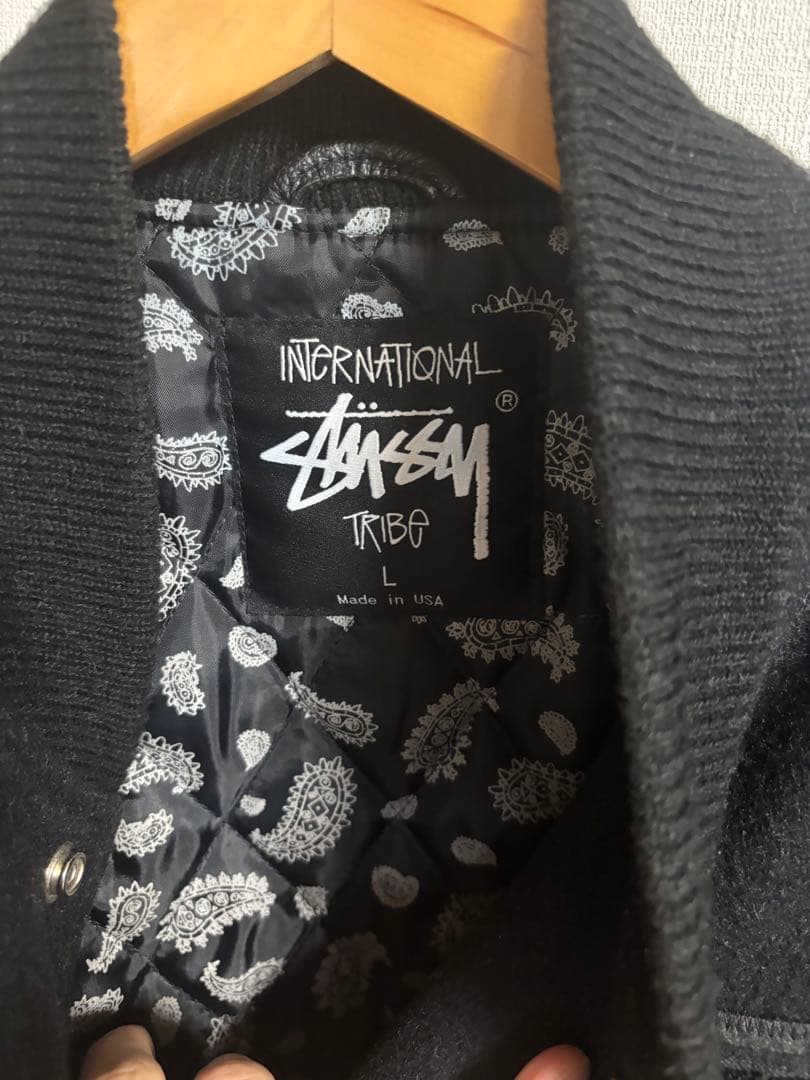 INTERNATIONAL
STÜSSY ®
TRIBE
L
Made in USA